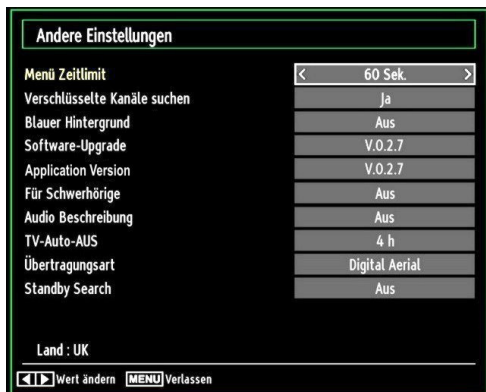 Andere Einstellungen
Menü Zeitlimit < 60 Sek. >
Verschlüsselte Kanäle suchen Ja
Blauer Hintergrund Aus
Software-Upgrade V.0.2.7
Application Version V.0.2.7
Für Schwerhörige Aus
Audio Beschreibung Aus
TV-Auto-AUS 4 h
Übertragungsart Digital Aerial
Standby Search Aus
Land : UK
Wert ändern MENU Verlassen